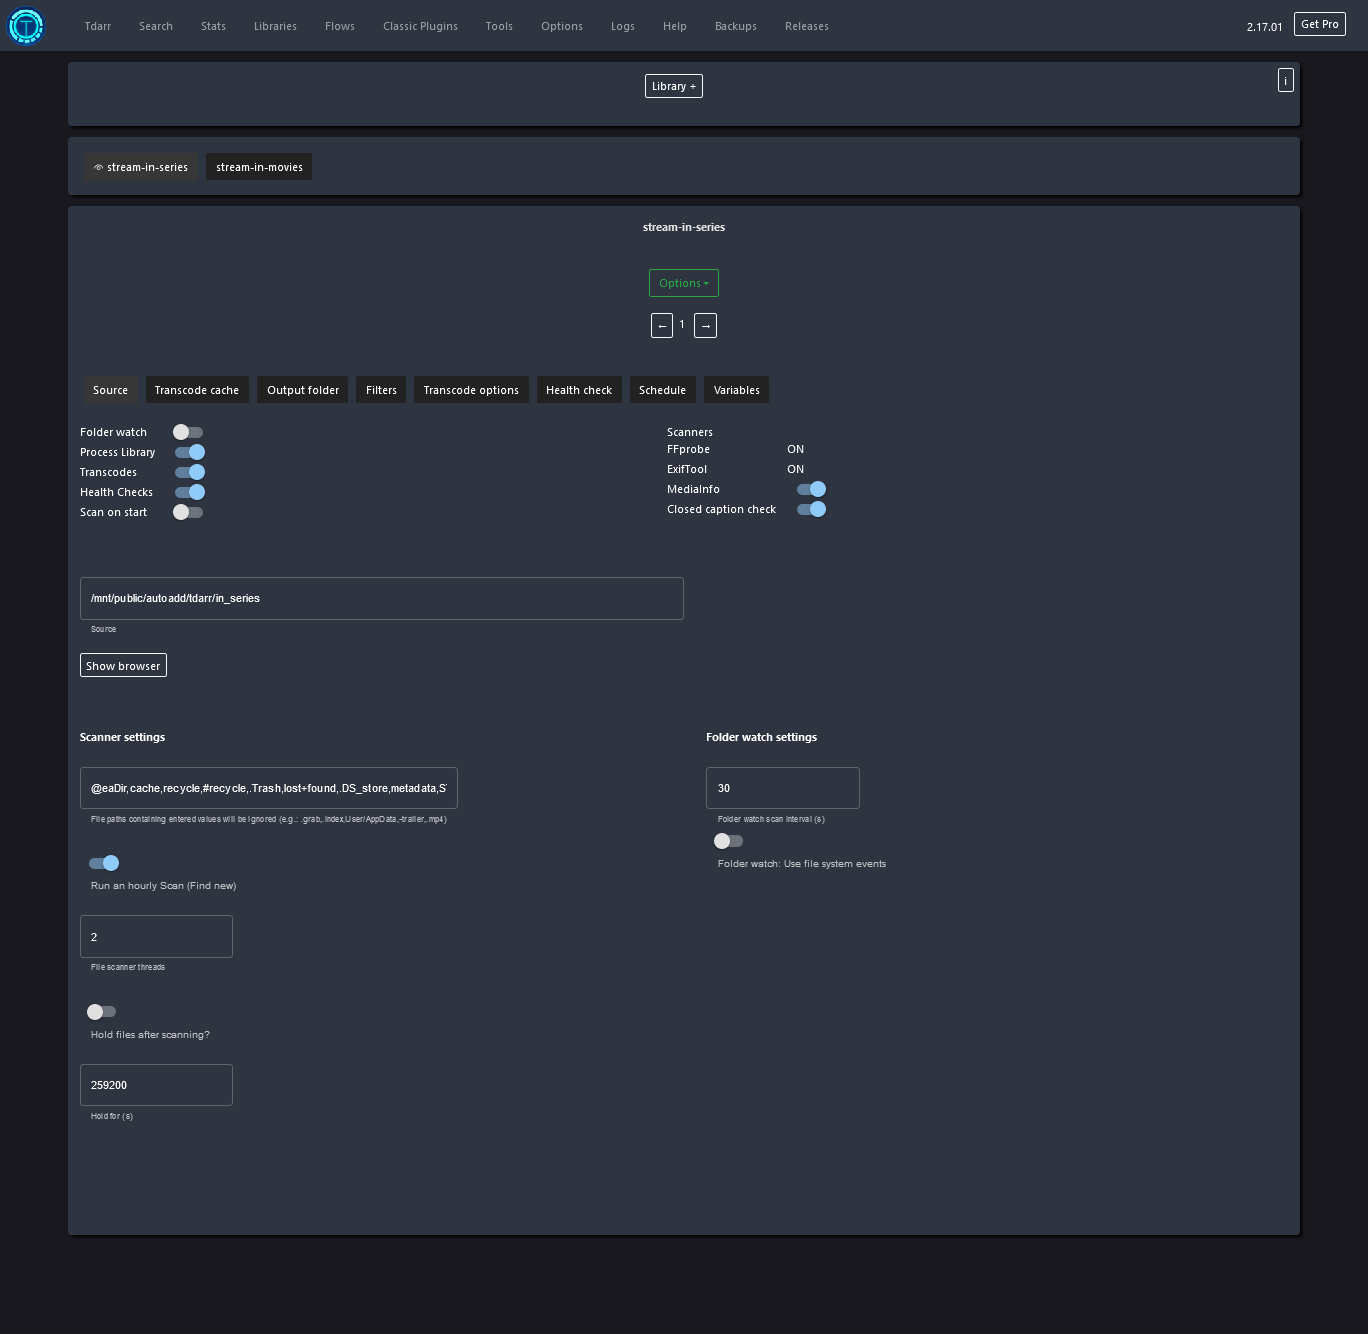 Tdarr Search Stats Libraries Flows Classic Plugins Tools Options Logs Help Backups Releases 2.17.01 Get Pro
Library + i
stream-in-series stream-in-movies
stream-in-series
Options
← 1 →
Source Transcode cache Output folder Filters Transcode options Health check Schedule Variables
Folder watch
Process Library
Transcodes
Health Checks
Scan on start
Scanners
FFprobe ON
ExifTool ON
MediaInfo
Closed caption check
/mnt/public/autoadd/tdarr/in_series
Source
Show browser
Scanner settings
@eaDir,cache,recycle,#recycle,.Trash,lost+found,.DS_store,metadata,S
File paths containing entered values will be ignored (e.g.: .grab,.index,User/AppData,-trailer,.mp4)
Run an hourly Scan (Find new)
2
File scanner threads
Hold files after scanning?
259200
Hold for (s)
Folder watch settings
30
Folder watch scan interval (s)
Folder watch: Use file system events